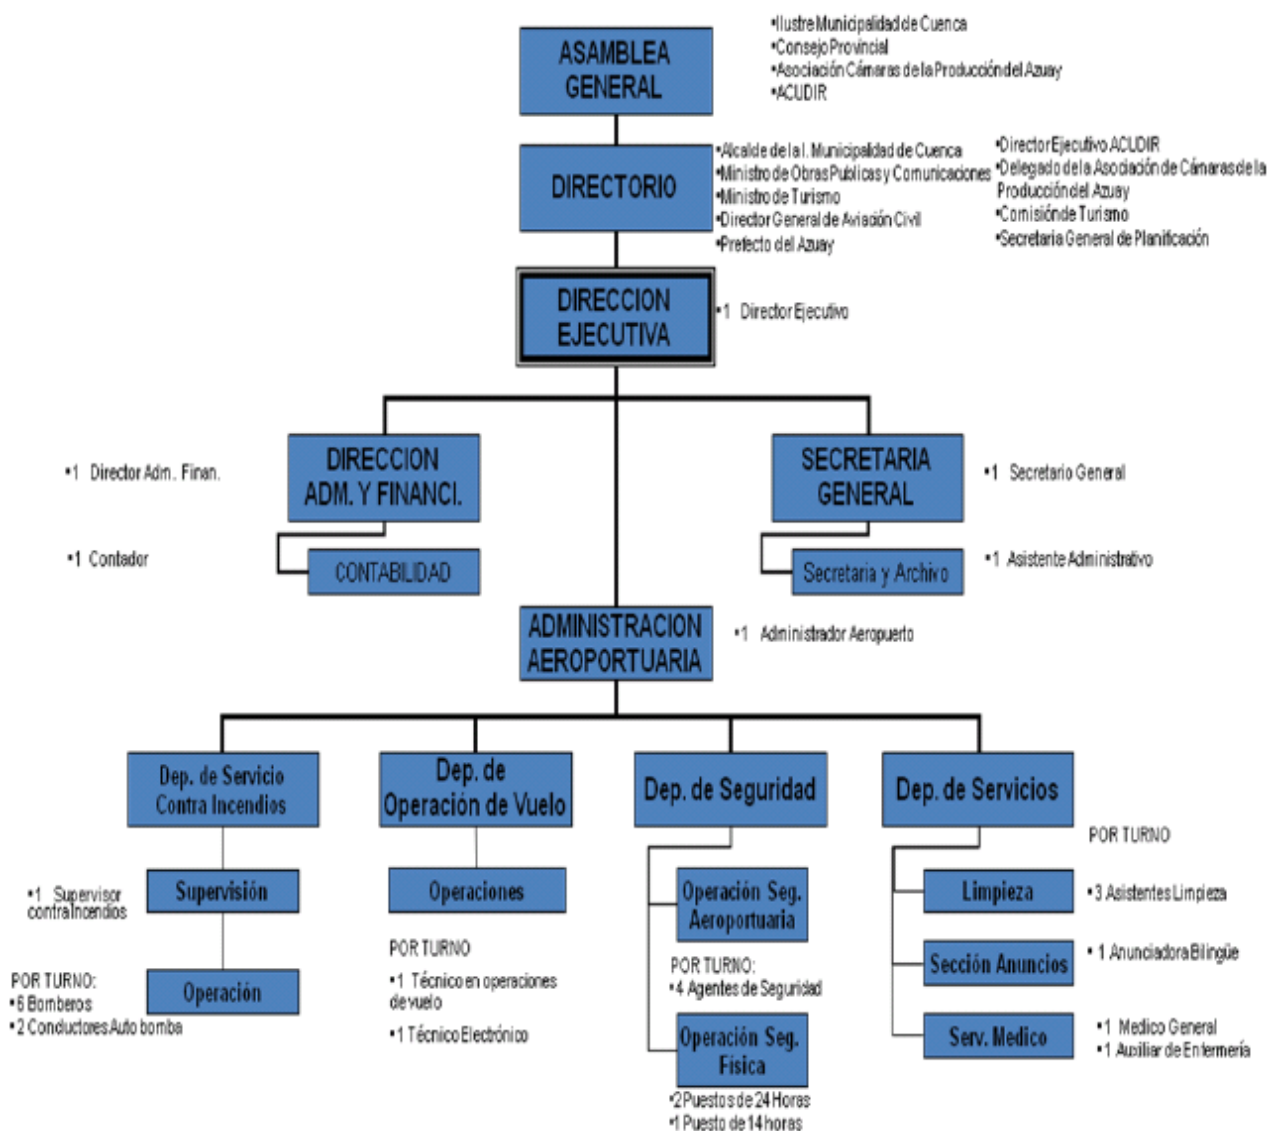 ASAMBLEA
GENERAL
•Ilustre Municipalidad de Cuenca
•Consejo Provincial
•Asociación Cámaras de la Producción del Azuay
•ACUDIR
DIRECTORIO
•Alcalde de la I. Municipalidad de Cuenca
•Ministro de Obras Publicas y Comunicaciones
•Ministro de Turismo
•Director General de Aviación Civil
•Prefecto del Azuay
•Director Ejecutivo ACUDIR
•Delegado de la Asociación de Cámaras de la
Producción del Azuay
•Comisión de Turismo
•Secretaria General de Planificación
DIRECCION
EJECUTIVA
•1 Director Ejecutivo
•1 Director Adm. Finan.
DIRECCION
ADM. Y FINANCI.
SECRETARIA
GENERAL
•1 Secretario General
•1 Contador
CONTABILIDAD
Secretaria y Archivo
•1 Asistente Administrativo
ADMINISTRACION
AEROPORTUARIA
•1 Administrador Aeropuerto
Dep. de Servicio
Contra Incendios
Dep. de
Operación de Vuelo
Dep. de Seguridad
Dep. de Servicios
•1 Supervisor
contra Incendios
Supervisión
POR TURNO:
•6 Bomberos
•2 Conductores Auto bomba
Operación
Operaciones
POR TURNO
•1 Técnico en operaciones
de vuelo
•1 Técnico Electrónico
Operación Seg.
Aeroportuaria
POR TURNO:
•4 Agentes de Seguridad
Operación Seg.
Física
•2 Puestos de 24 Horas
•1 Puesto de 14 horas
POR TURNO
Limpieza
•3 Asistentes Limpieza
Sección Anuncios
•1 Anunciadora Bilingüe
Serv. Medico
•1 Medico General
•1 Auxiliar de Enfermería